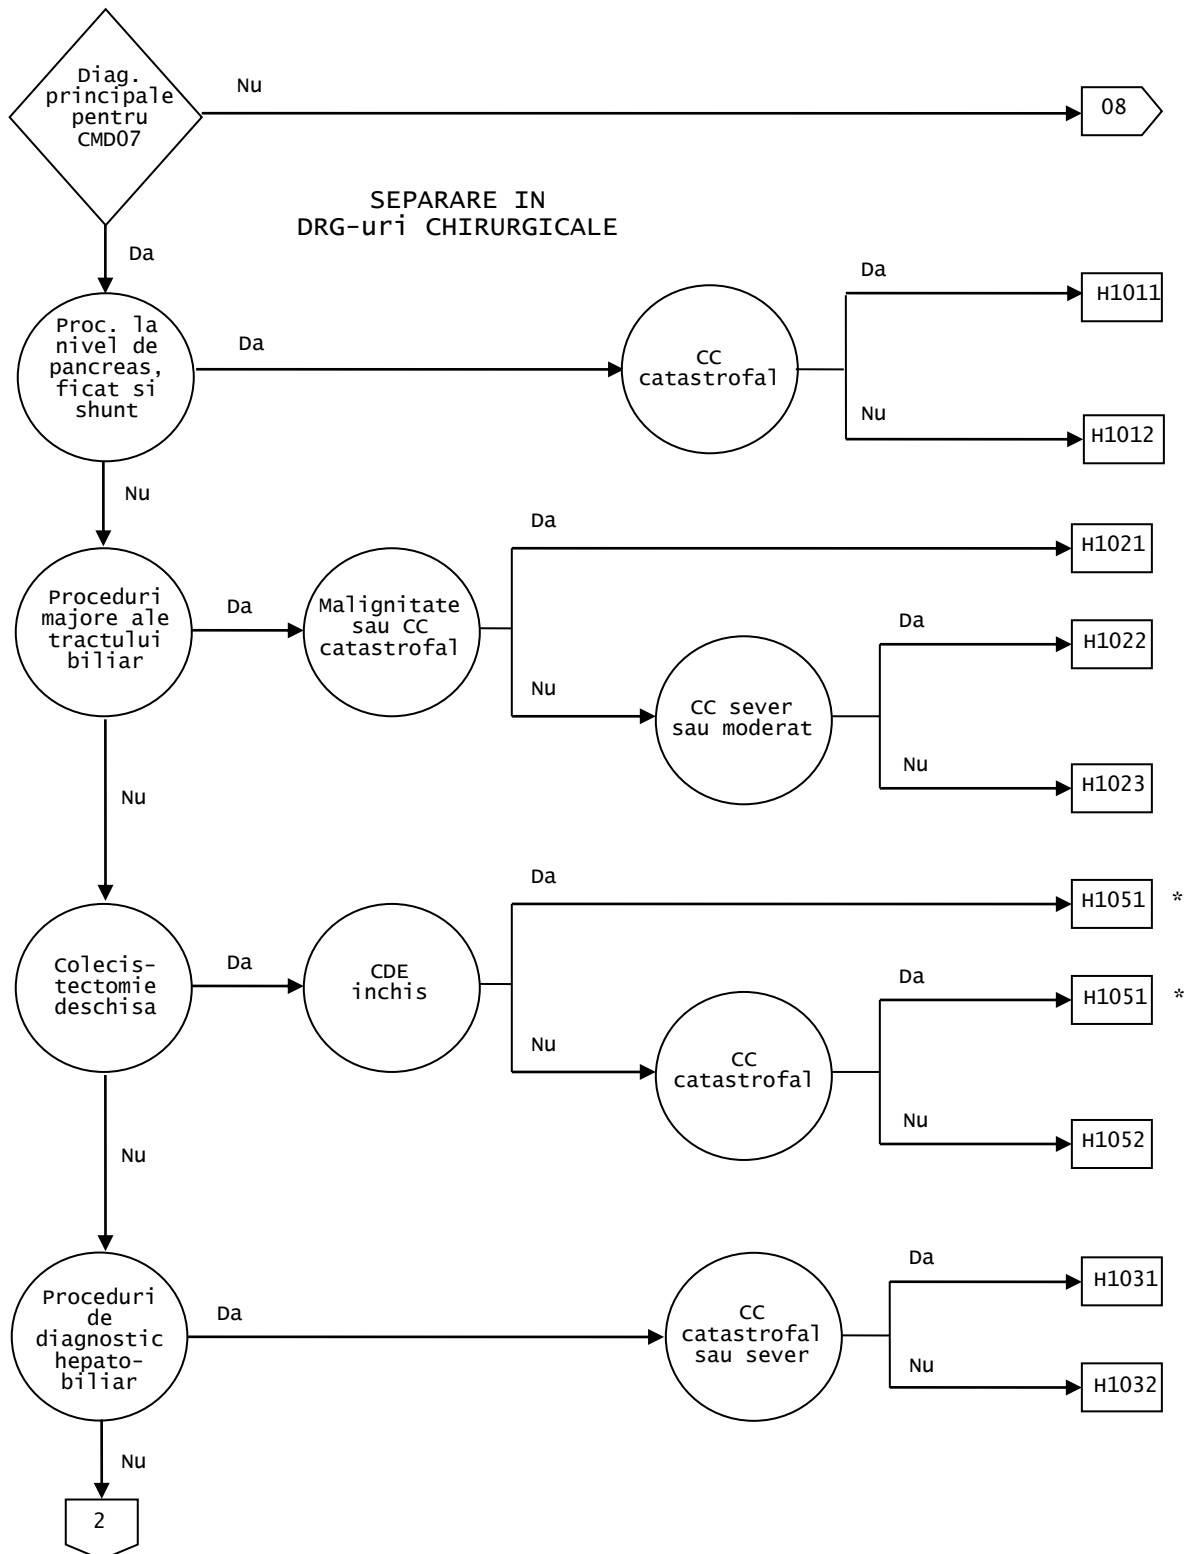 Diag.
principale
pentru
CMD07
Nu
08
SEPARARE IN
DRG-uri CHIRURGICALE
Da
Proc. la
nivel de
pancreas,
ficat si
shunt
Da
CC
catastrofal
Da
H1011
Nu
H1012
Nu
Proceduri
majore ale
tractului
biliar
Da
Malignitate
sau CC
catastrofal
Da
H1021
Nu
CC sever
sau moderat
Da
H1022
Nu
H1023
Nu
Colecis-
tectomie
deschisa
Da
CDE
inchis
Da
H1051 *
Nu
CC
catastrofal
Da
H1051 *
Nu
H1052
Nu
Proceduri
de
diagnostic
hepato-
biliar
Da
CC
catastrofal
sau sever
Da
H1031
Nu
H1032
Nu
2